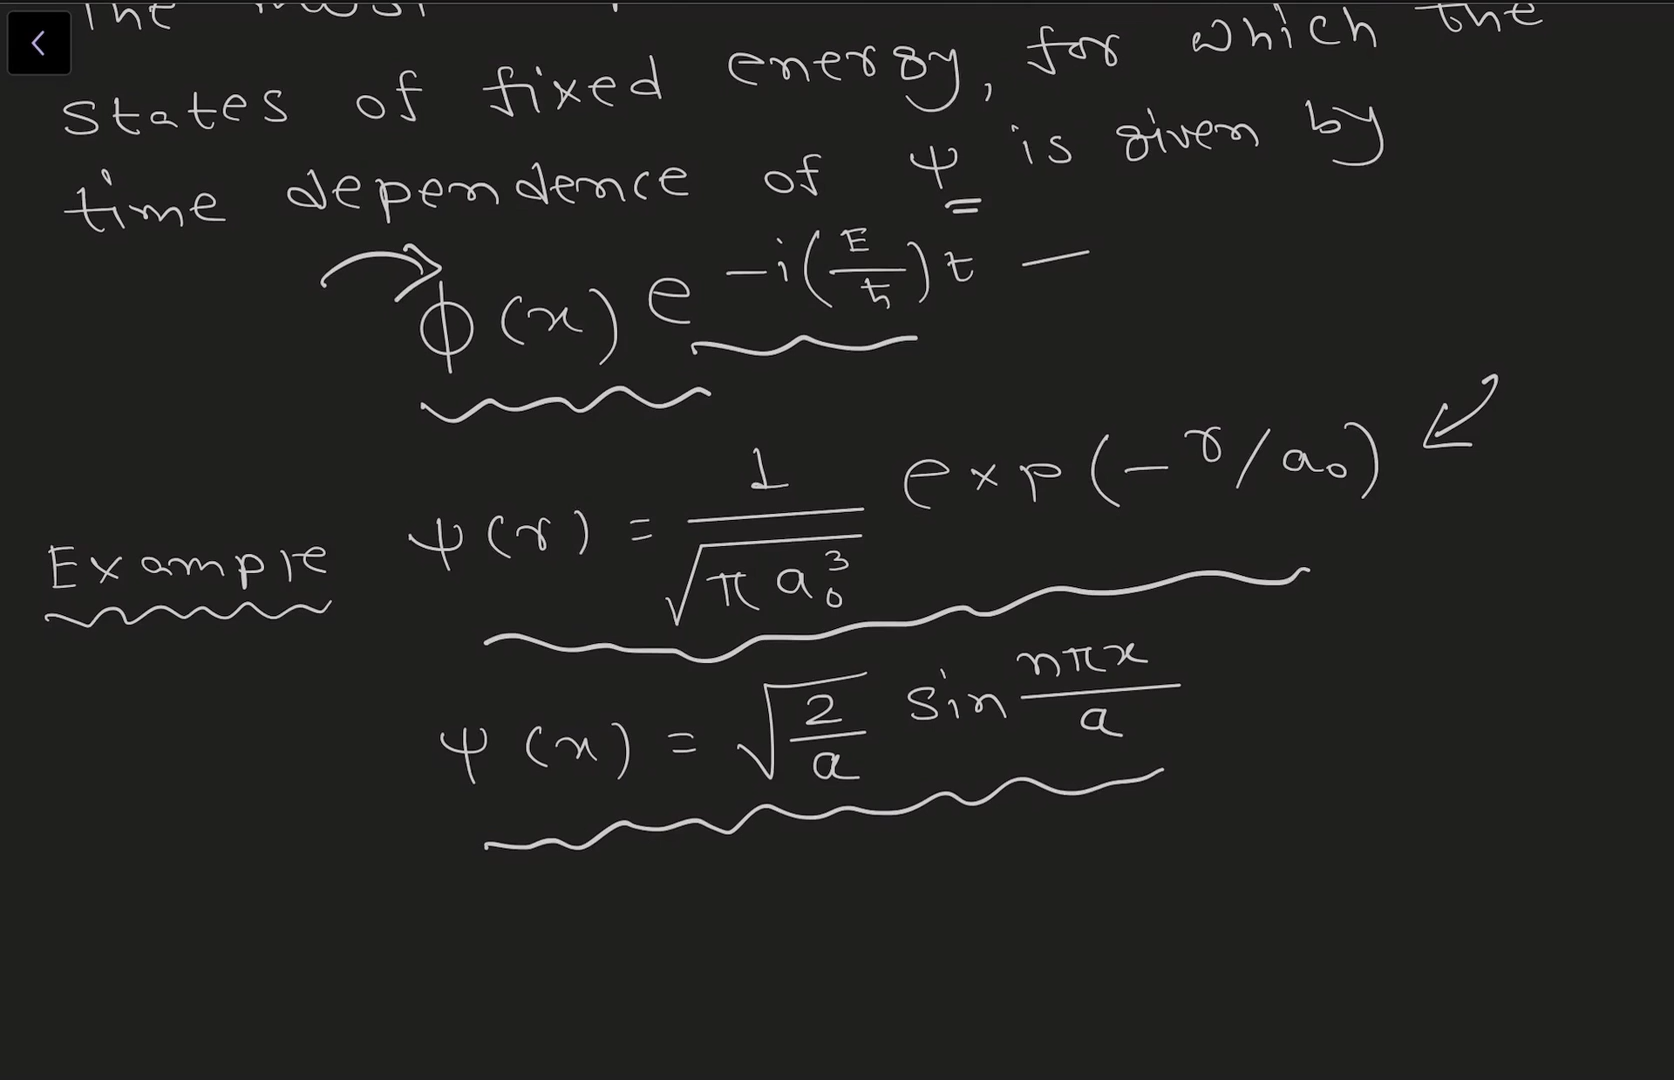 The
states of fixed energy, for which the
time dependence of ψ is given by
ϕ(x) e^{-i(E/ħ)t} —
Example ψ(r) = 1/√(πa₀³) exp(-r/a₀)
ψ(x) = √(2/a) sin nπx/a